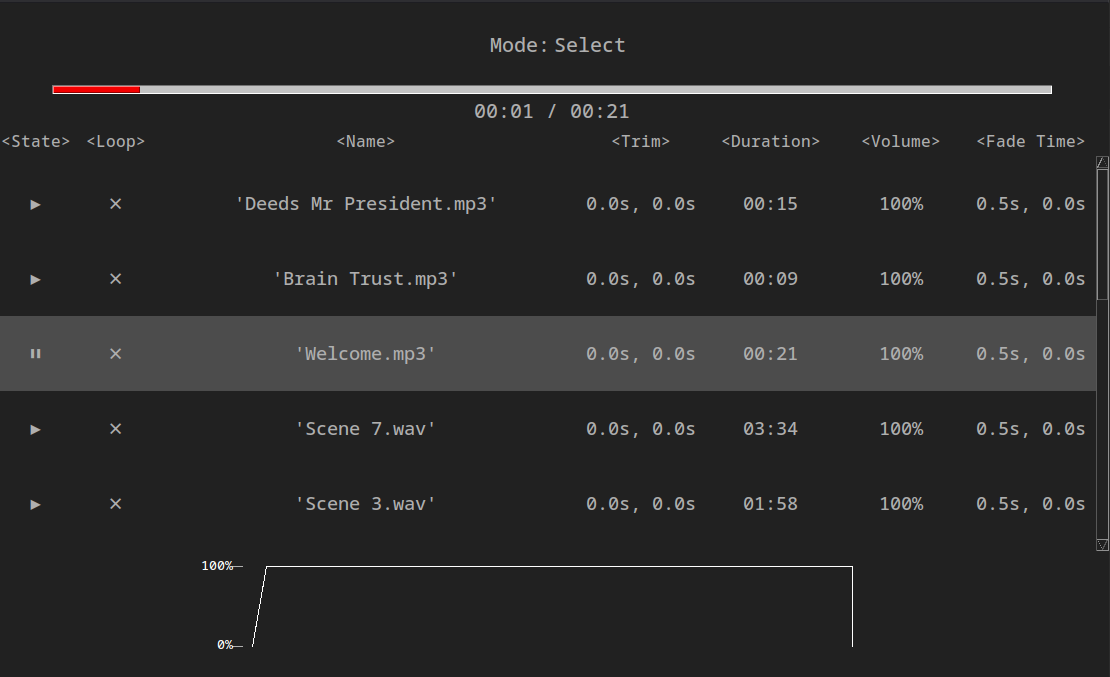 Mode: Select
00:01 / 00:21
<State> <Loop> <Name> <Trim> <Duration> <Volume> <Fade Time>
▶ × 'Deeds Mr President.mp3' 0.0s, 0.0s 00:15 100% 0.5s, 0.0s
▶ × 'Brain Trust.mp3' 0.0s, 0.0s 00:09 100% 0.5s, 0.0s
⏸ × 'Welcome.mp3' 0.0s, 0.0s 00:21 100% 0.5s, 0.0s
▶ × 'Scene 7.wav' 0.0s, 0.0s 03:34 100% 0.5s, 0.0s
▶ × 'Scene 3.wav' 0.0s, 0.0s 01:58 100% 0.5s, 0.0s
100%
0%